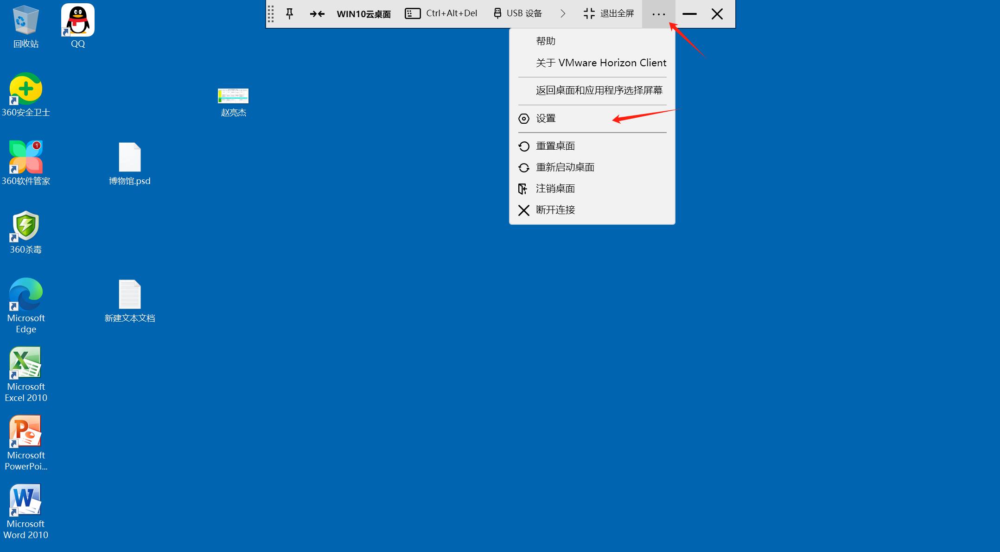 WIN10云桌面
Ctrl+Alt+Del
USB 设备
退出全屏
帮助
关于 VMware Horizon Client
返回桌面和应用程序选择屏幕
设置
重置桌面
重新启动桌面
注销桌面
断开连接
回收站
QQ
360安全卫士
赵亮杰
1
360软件管家
博物馆.psd
360杀毒
Microsoft
Edge
新建文本文档
Microsoft
Excel 2010
Microsoft
PowerPoi...
Microsoft
Word 2010